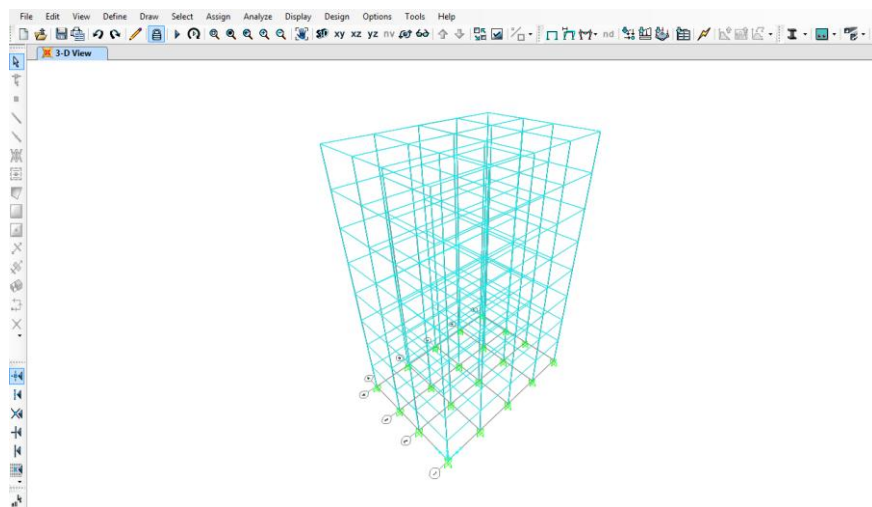 File Edit View Define Draw Select Assign Analyze Display Design Options Tools Help
3D xy xz yz nv nd
3-D View